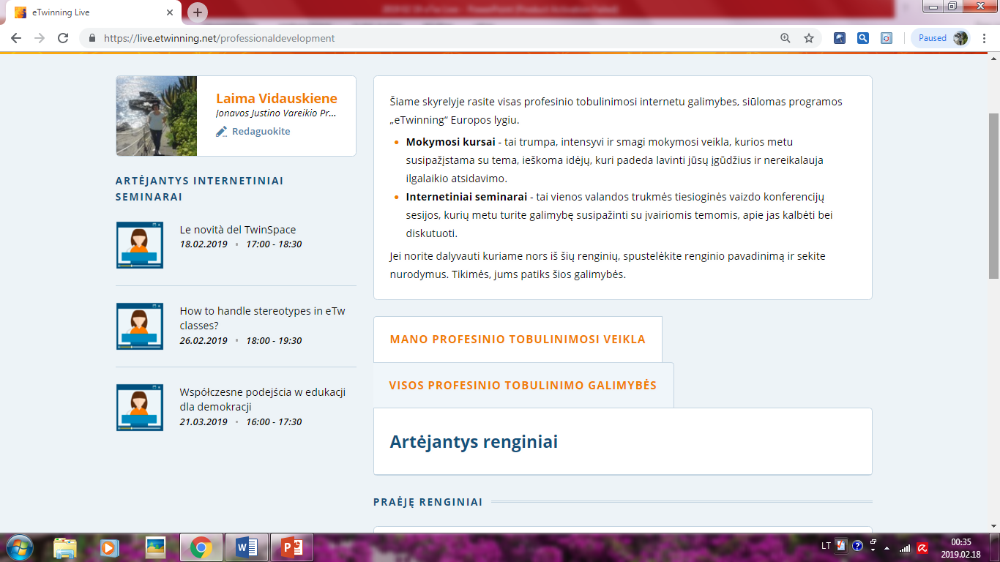 eTwinning Live
https://live.etwinning.net/professionaldevelopment
Paused
Laima Vidauskiene
Jonavos Justino Vareikio Pr...
Redaguokite
ARTĖJANTYS INTERNETINIAI
SEMINARAI
Le novità del TwinSpace
18.02.2019 • 17:00 - 18:30
How to handle stereotypes in eTw
classes?
26.02.2019 • 18:00 - 19:30
Współczesne podejścia w edukacji
dla demokracji
21.03.2019 • 16:00 - 17:30
Šiame skyrelyje rasite visas profesinio tobulinimosi internetu galimybes, siūlomas programos
„eTwinning“ Europos lygiu.
• Mokymosi kursai - tai trumpa, intensyvi ir smagi mokymosi veikla, kurios metu
susipažįstama su tema, ieškoma idėjų, kuri padeda lavinti jūsų įgūdžius ir nereikalauja
ilgalaikio atsidavimo.
• Internetiniai seminarai - tai vienos valandos trukmės tiesioginės vaizdo konferencijų
sesijos, kurių metu turite galimybę susipažinti su įvairiomis temomis, apie jas kalbėti bei
diskutuoti.
Jei norite dalyvauti kuriame nors iš šių renginių, spustelėkite renginio pavadinimą ir sekite
nurodymus. Tikimės, jums patiks šios galimybės.
MANO PROFESINIO TOBULINIMOSI VEIKLA
VISOS PROFESINIO TOBULINIMO GALIMYBĖS
Artėjantys renginiai
PRAĖJĘ RENGINIAI
LT
00:35
2019.02.18